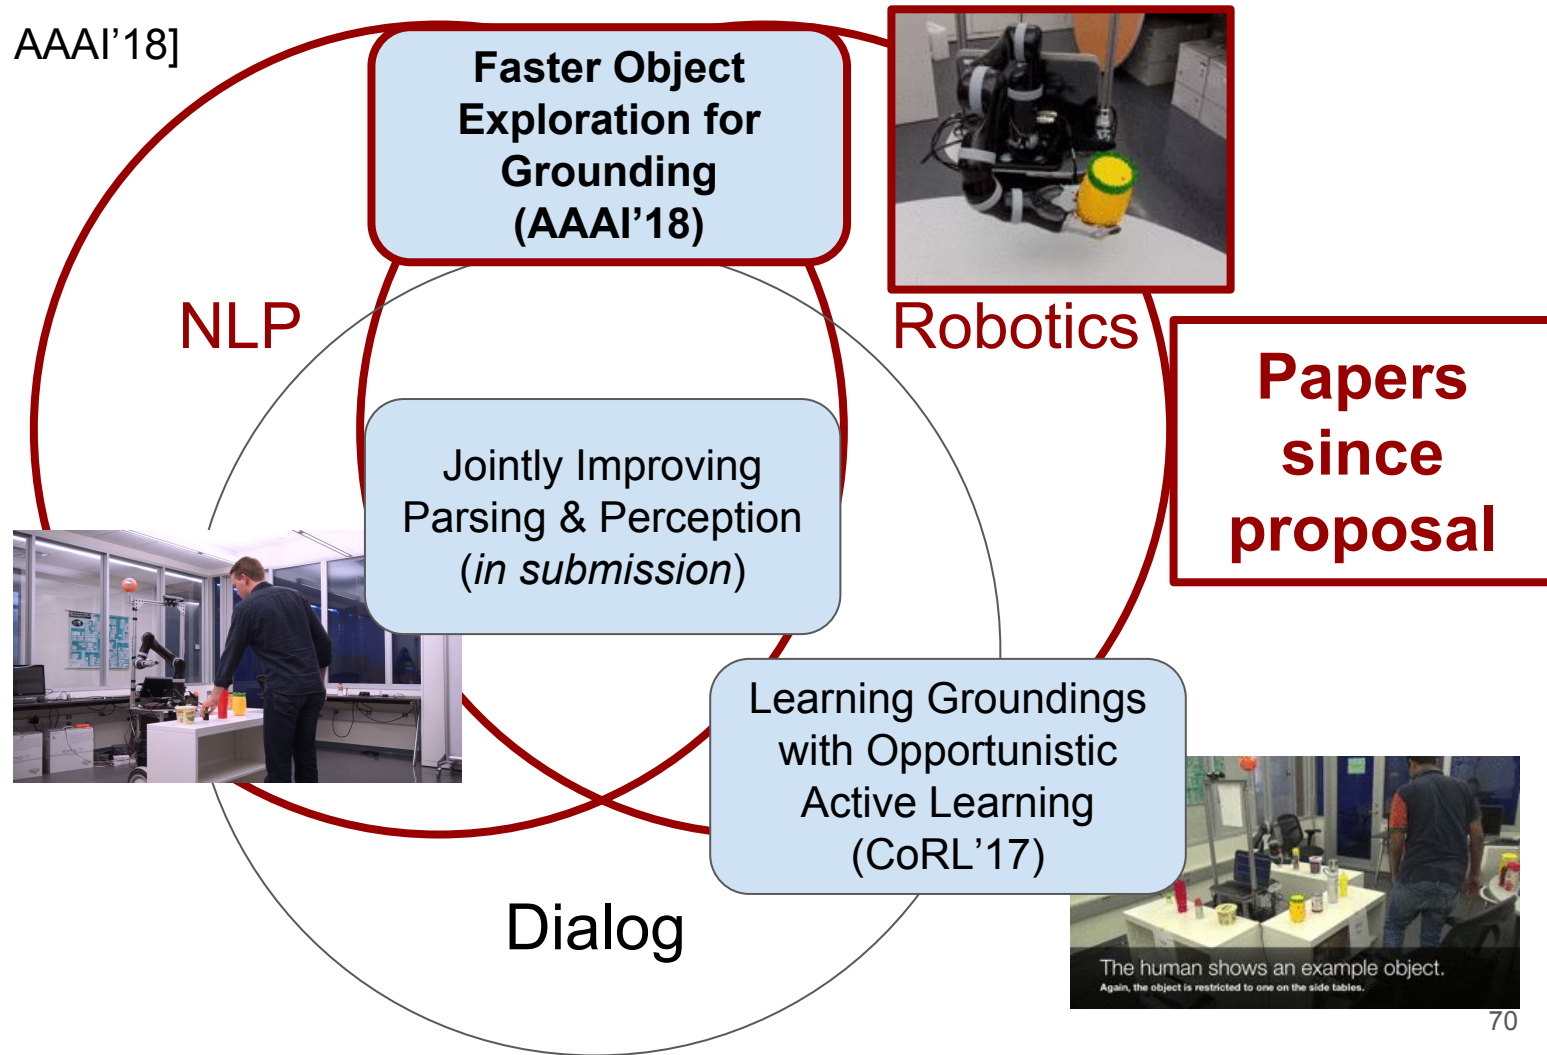 AAAI’18]
Faster Object
Exploration for
Grounding
(AAAI’18)
NLP
Robotics
Papers
since
proposal
Jointly Improving
Parsing & Perception
(in submission)
Learning Groundings
with Opportunistic
Active Learning
(CoRL’17)
Dialog
The human shows an example object.
Again, the object is restricted to one on the side tables.
70